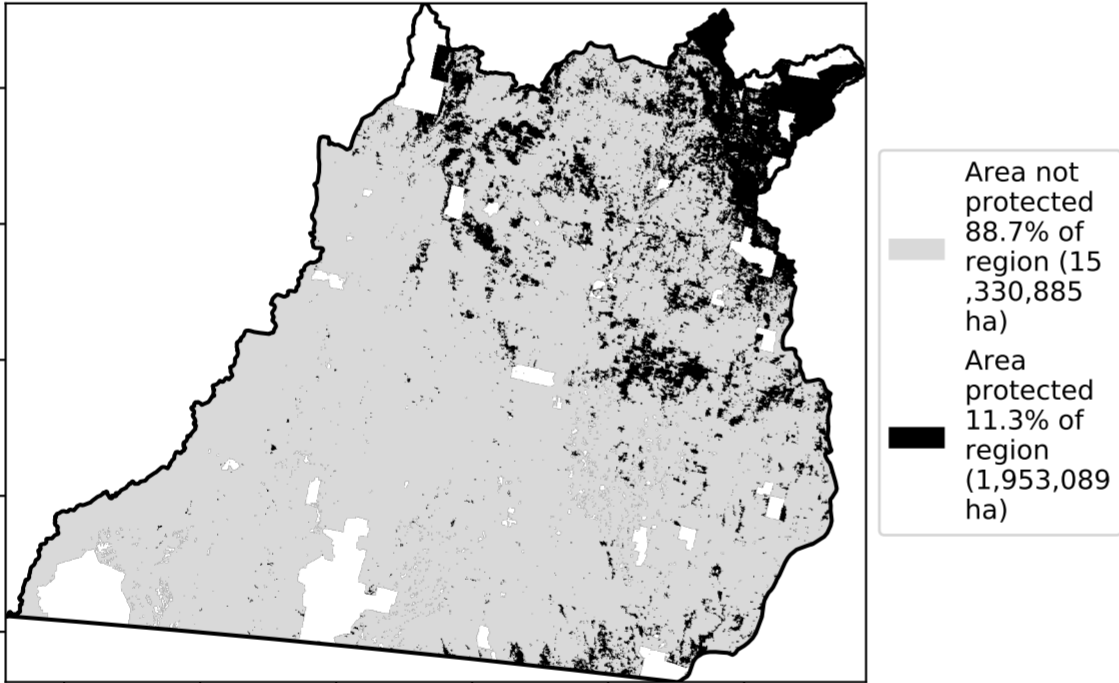 Area not
protected
88.7% of
region (15
,330,885
ha)
Area
protected
11.3% of
region
(1,953,089
ha)